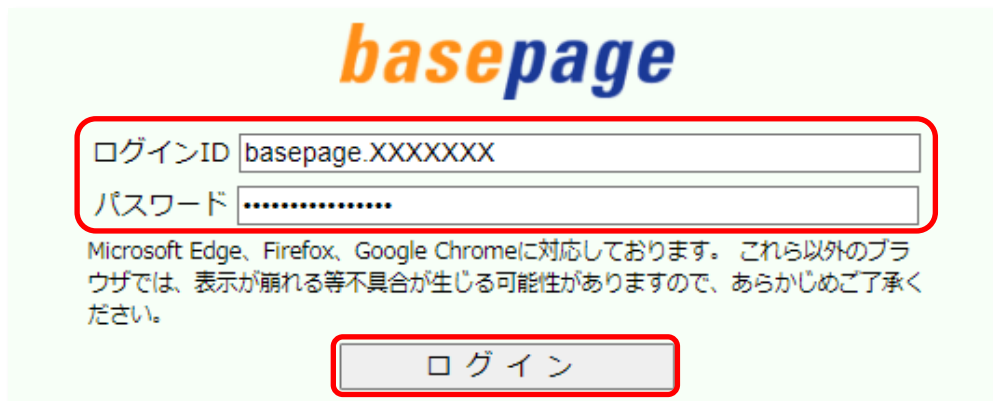 basepage
ログインID basepage.XXXXXXX
パスワード ••••••••••••••••
Microsoft Edge、Firefox、Google Chromeに対応しております。 これら以外のブラ
ウザでは、表示が崩れる等不具合が生じる可能性がありますので、あらかじめご了承く
ださい。
ログイン